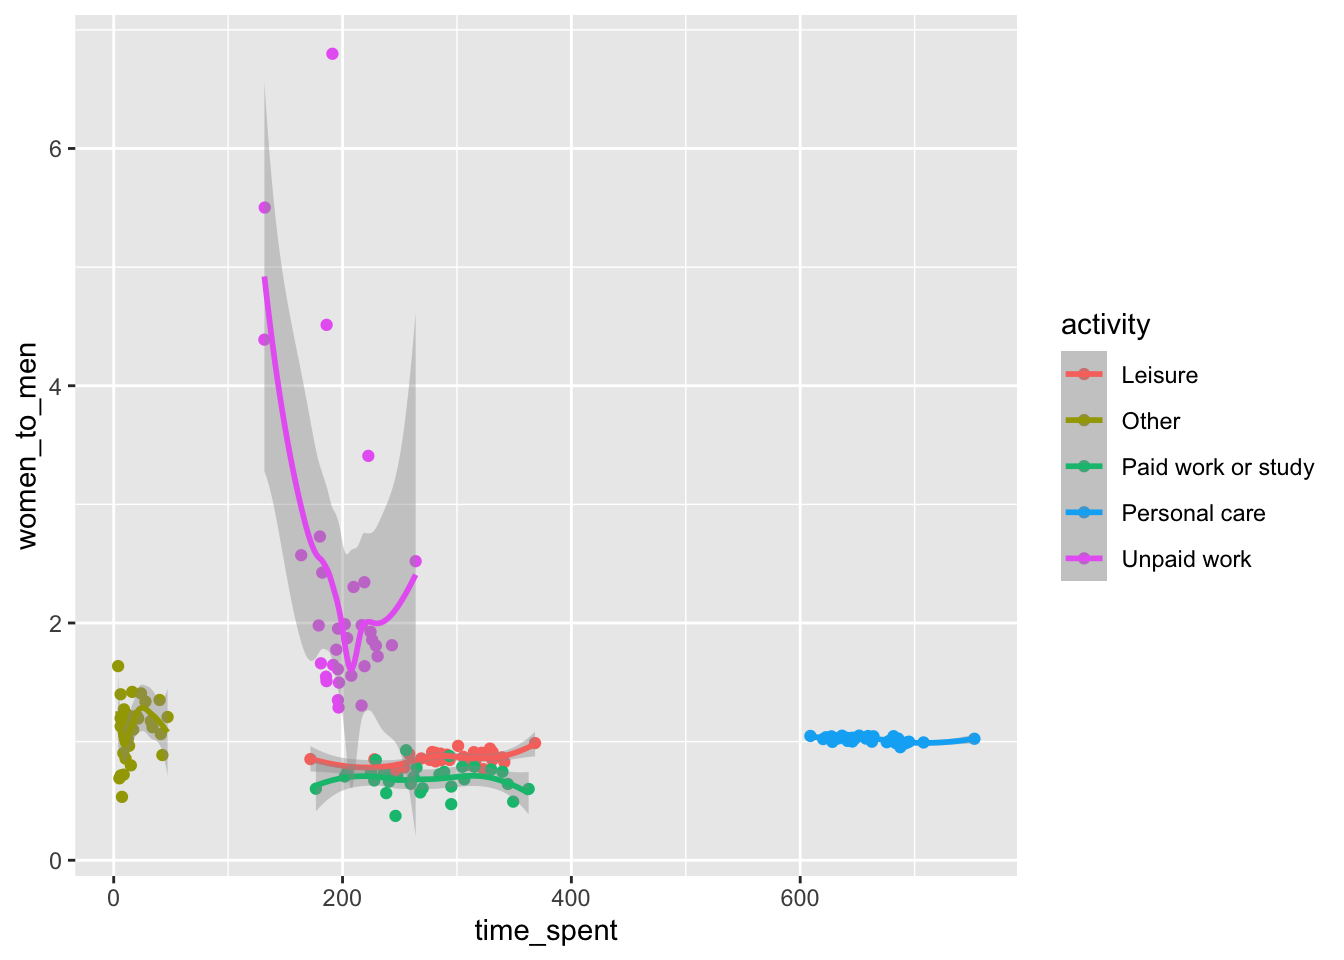 women_to_men
6
4
2
0
0
200
400
600
time_spent
activity
Leisure
Other
Paid work or study
Personal care
Unpaid work